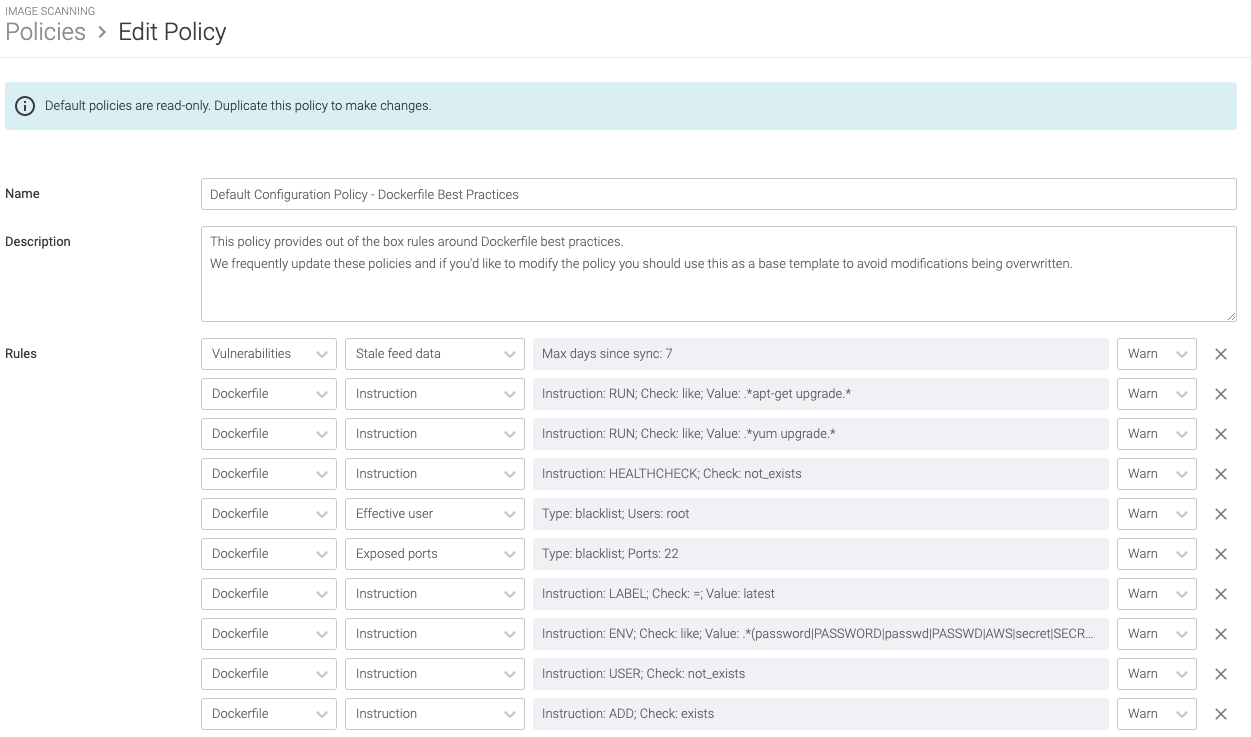 IMAGE SCANNING
Policies > Edit Policy
Default policies are read-only. Duplicate this policy to make changes.
Name Default Configuration Policy - Dockerfile Best Practices
Description This policy provides out of the box rules around Dockerfile best practices.
We frequently update these policies and if you'd like to modify the policy you should use this as a base template to avoid modifications being overwritten.
Rules Vulnerabilities Stale feed data Max days since sync: 7 Warn
Dockerfile Instruction Instruction: RUN; Check: like; Value: .*apt-get upgrade.* Warn
Dockerfile Instruction Instruction: RUN; Check: like; Value: .*yum upgrade.* Warn
Dockerfile Instruction Instruction: HEALTHCHECK; Check: not_exists Warn
Dockerfile Effective user Type: blacklist; Users: root Warn
Dockerfile Exposed ports Type: blacklist; Ports: 22 Warn
Dockerfile Instruction Instruction: LABEL; Check: =; Value: latest Warn
Dockerfile Instruction Instruction: ENV; Check: like; Value: .*(password|PASSWORD|passwd|PASSWD|AWS|secret|SECR... Warn
Dockerfile Instruction Instruction: USER; Check: not_exists Warn
Dockerfile Instruction Instruction: ADD; Check: exists Warn